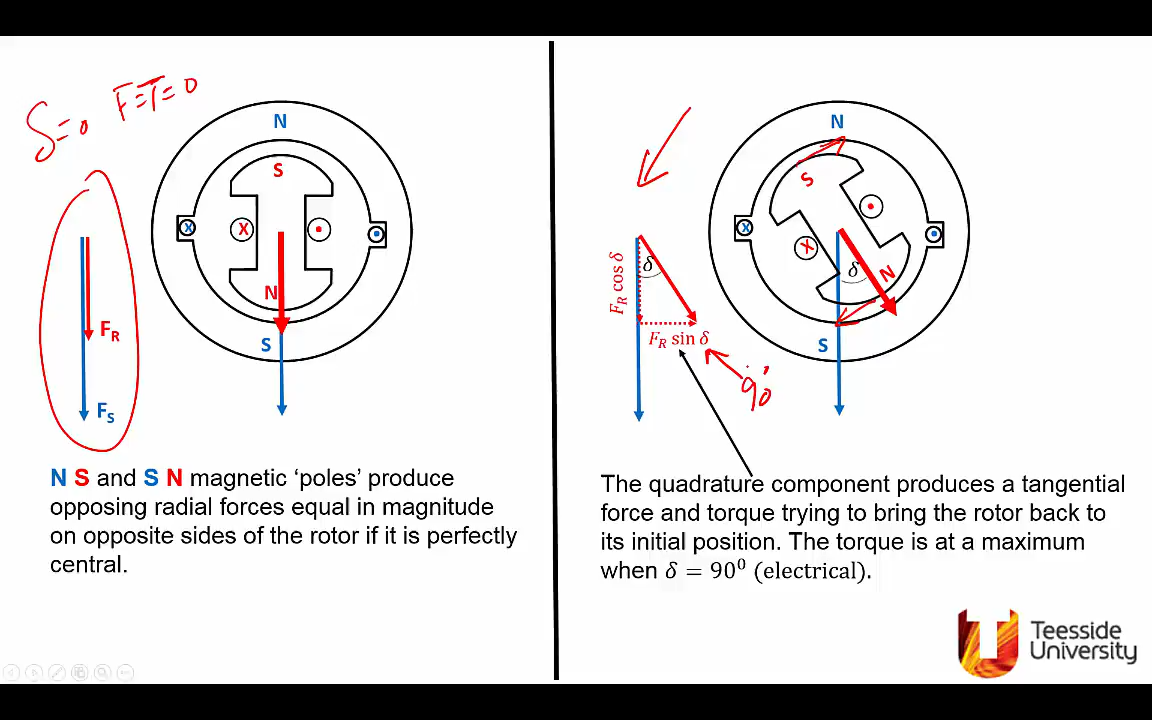 δ=0 F=T=0
N
S
X
X
•
•
N
S
F_R
F_S
N S and S N magnetic ‘poles’ produce
opposing radial forces equal in magnitude
on opposite sides of the rotor if it is perfectly
central.
N
S
X
X
•
•
δ
N
S
F_R cos δ
δ
F_R sin δ
90°
The quadrature component produces a tangential
force and torque trying to bring the rotor back to
its initial position. The torque is at a maximum
when δ = 90⁰ (electrical).
T
Teesside
University